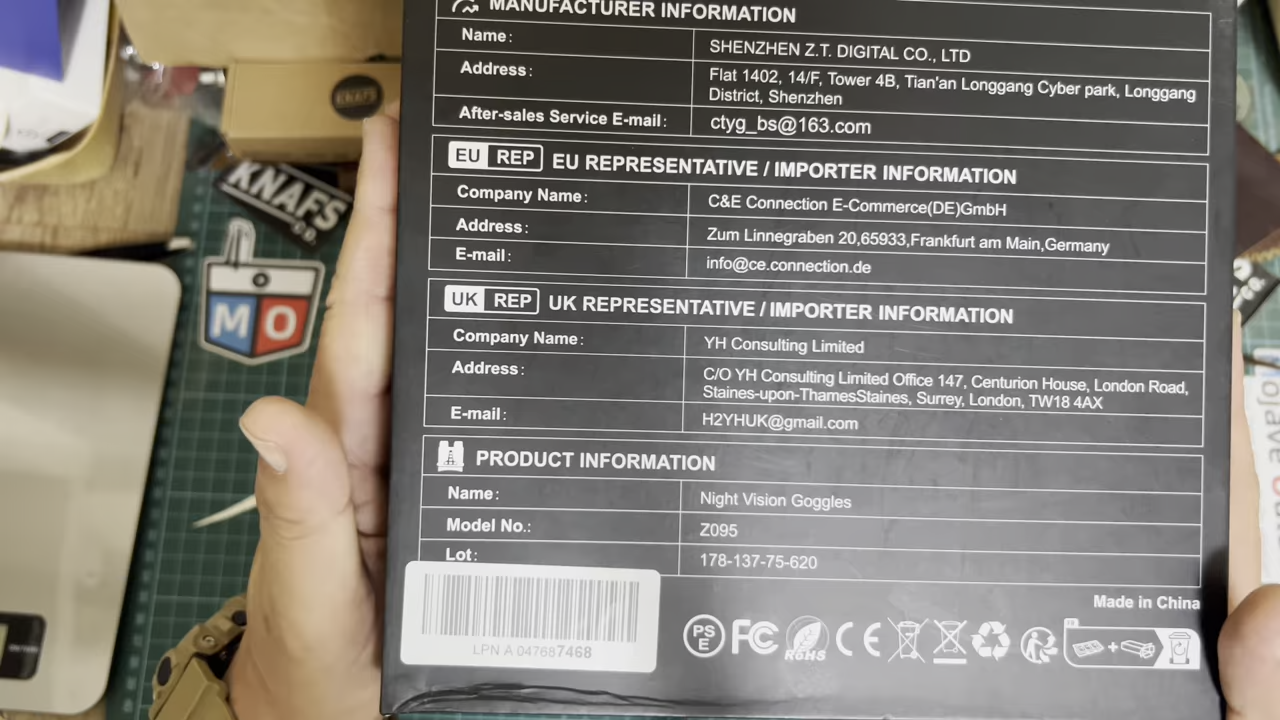 MANUFACTURER INFORMATION
Name: SHENZHEN Z.T. DIGITAL CO., LTD
Address: Flat 1402, 14/F, Tower 4B, Tian'an Longgang Cyber park, Longgang
District, Shenzhen
After-sales Service E-mail: ctyg_bs@163.com
EU REP EU REPRESENTATIVE / IMPORTER INFORMATION
Company Name: C&E Connection E-Commerce(DE)GmbH
Address: Zum Linnegraben 20,65933,Frankfurt am Main,Germany
E-mail: info@ce.connection.de
UK REP UK REPRESENTATIVE / IMPORTER INFORMATION
Company Name: YH Consulting Limited
Address: C/O YH Consulting Limited Office 147, Centurion House, London Road,
Staines-upon-ThamesStaines, Surrey, London, TW18 4AX
E-mail: H2YHUK@gmail.com
PRODUCT INFORMATION
Name: Night Vision Goggles
Model No.: Z095
Lot: 178-137-75-620
Made in China
PS E FC RoHS CE
LPN A 047687468
KNAFS
CO.
MO
KNAFS